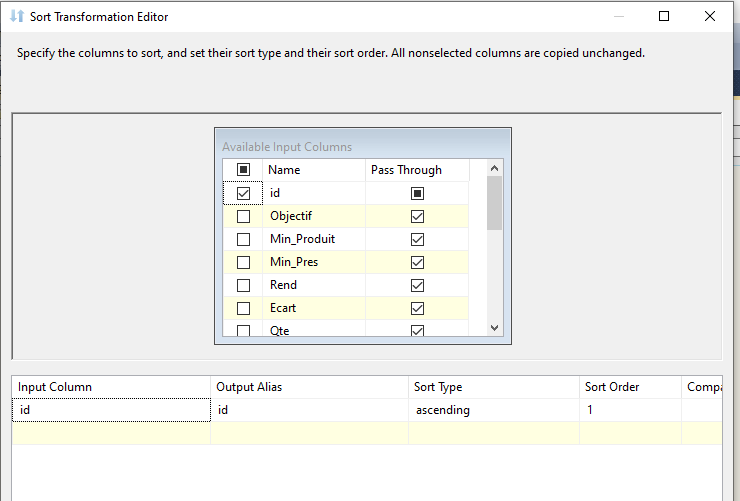 Sort Transformation Editor
Specify the columns to sort, and set their sort type and their sort order. All nonselected columns are copied unchanged.
Available Input Columns
Name Pass Through
id
Objectif
Min_Produit
Min_Pres
Rend
Ecart
Qte
Input Column Output Alias Sort Type Sort Order Compa
id id ascending 1